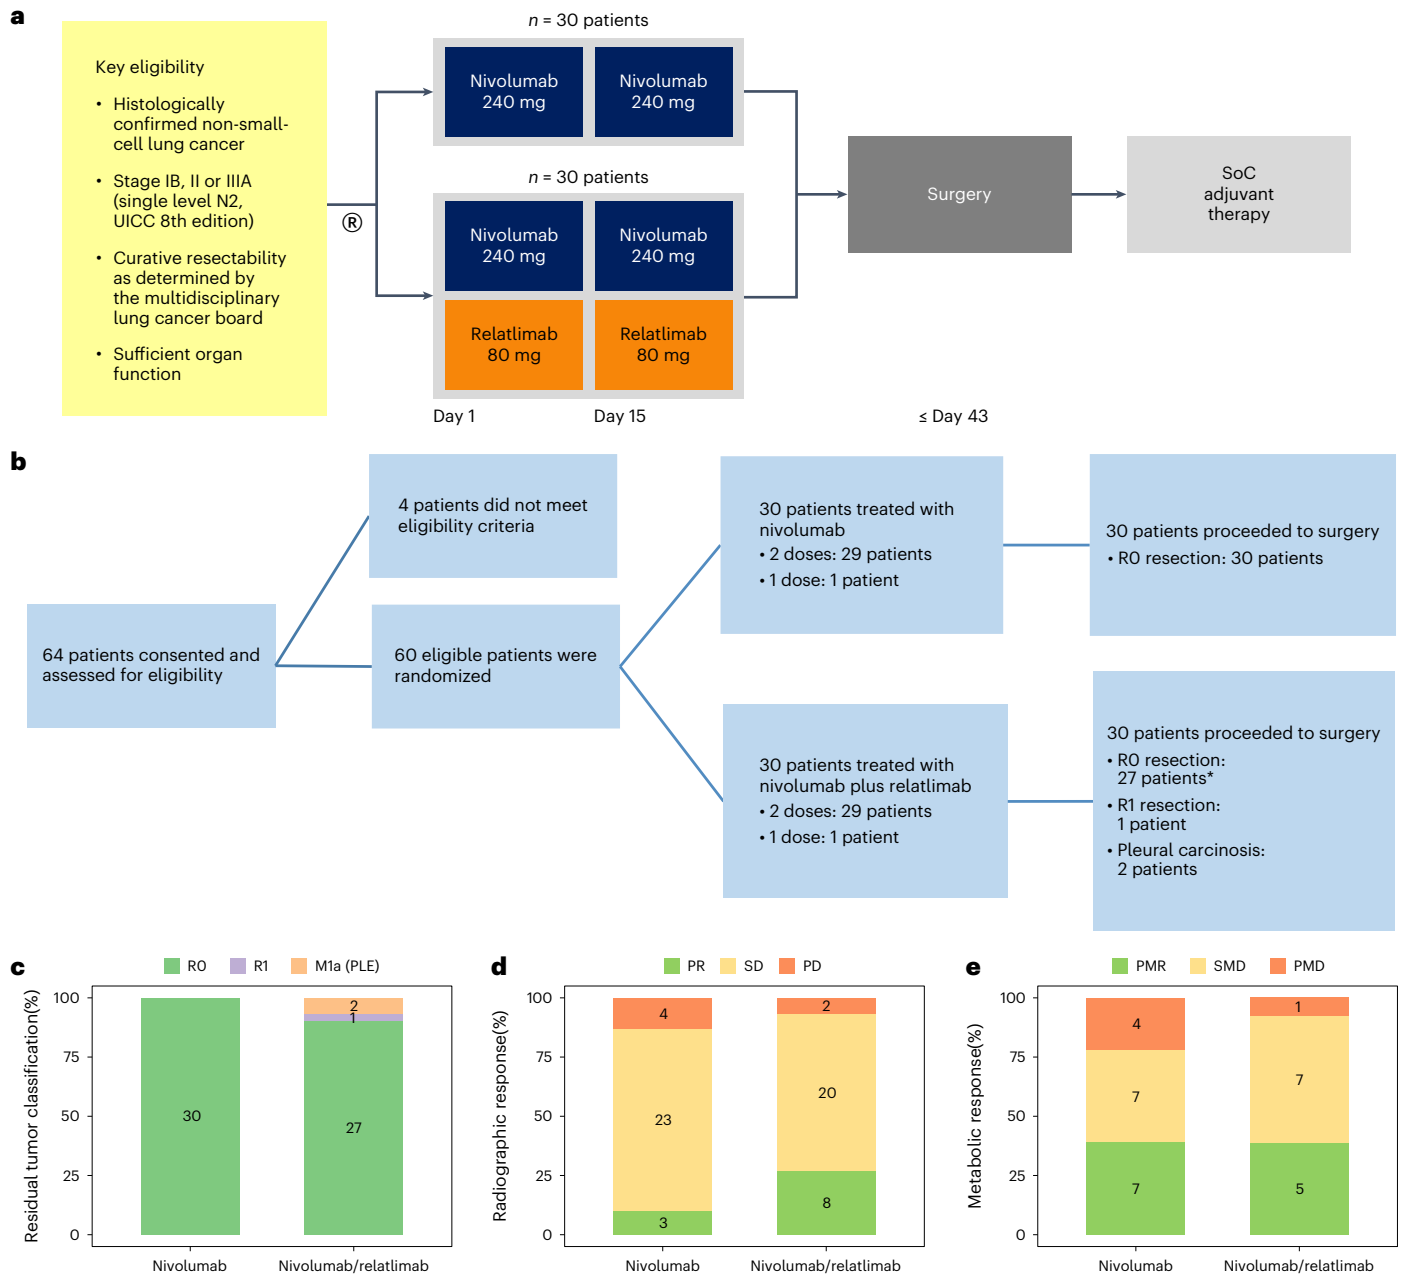 a
Key eligibility
• Histologically
confirmed non-small-
cell lung cancer
• Stage IB, II or IIIA
(single level N2,
UICC 8th edition)
• Curative resectability
as determined by
the multidisciplinary
lung cancer board
• Sufficient organ
function
®
n = 30 patients
Nivolumab
240 mg
Nivolumab
240 mg
n = 30 patients
Nivolumab
240 mg
Nivolumab
240 mg
Relatlimab
80 mg
Relatlimab
80 mg
Day 1
Day 15
≤ Day 43
Surgery
SoC
adjuvant
therapy
b
64 patients consented and
assessed for eligibility
4 patients did not meet
eligibility criteria
60 eligible patients were
randomized
30 patients treated with
nivolumab
• 2 doses: 29 patients
• 1 dose: 1 patient
30 patients proceeded to surgery
• R0 resection: 30 patients
30 patients treated with
nivolumab plus relatlimab
• 2 doses: 29 patients
• 1 dose: 1 patient
30 patients proceeded to surgery
• R0 resection:
27 patients*
• R1 resection:
1 patient
• Pleural carcinosis:
2 patients
c
R0 R1 M1a (PLE)
Residual tumor classification(%)
100
75
50
25
0
30
2
1
27
Nivolumab
Nivolumab/relatlimab
d
PR SD PD
Radiographic response(%)
100
75
50
25
0
4
23
3
2
20
8
Nivolumab
Nivolumab/relatlimab
e
PMR SMD PMD
Metabolic response(%)
100
75
50
25
0
4
7
7
1
7
5
Nivolumab
Nivolumab/relatlimab